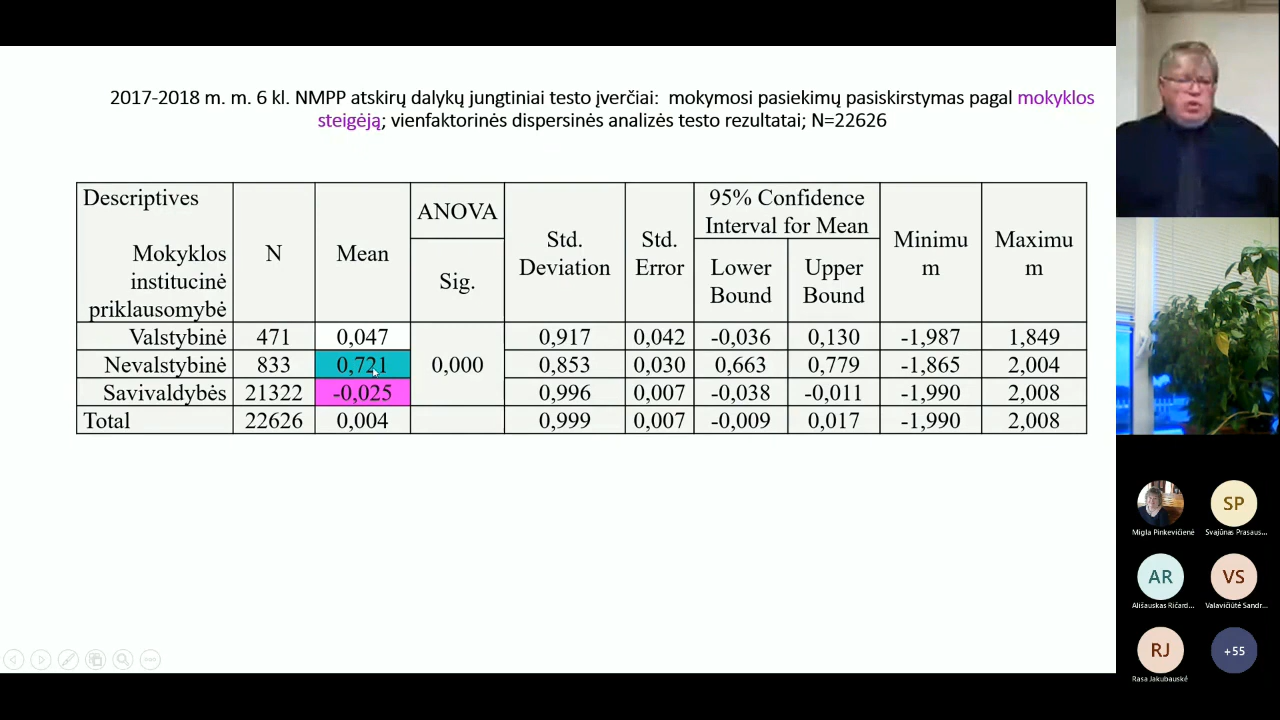 2017-2018 m. m. 6 kl. NMPP atskirų dalykų jungtiniai testo įverčiai: mokymosi pasiekimų pasiskirstymas pagal mokyklos
steigėją; vienfaktorinės dispersinės analizės testo rezultatai; N=22626
Descriptives
Mokyklos
institucinė
priklausomybė
N
Mean
ANOVA
Sig.
Std.
Deviation
Std.
Error
95% Confidence
Interval for Mean
Lower
Bound
Upper
Bound
Minimu
m
Maximu
m
Valstybinė 471 0,047 0,917 0,042 -0,036 0,130 -1,987 1,849
Nevalstybinė 833 0,721 0,000 0,853 0,030 0,663 0,779 -1,865 2,004
Savivaldybės 21322 -0,025 0,996 0,007 -0,038 -0,011 -1,990 2,008
Total 22626 0,004 0,999 0,007 -0,009 0,017 -1,990 2,008
SP
Migla Pinkevičienė
Svajūnas Prasaus...
AR
VS
Ališauskas Ričard...
Valavičiūtė Sandr...
RJ
+55
Rasa Jakubauskė